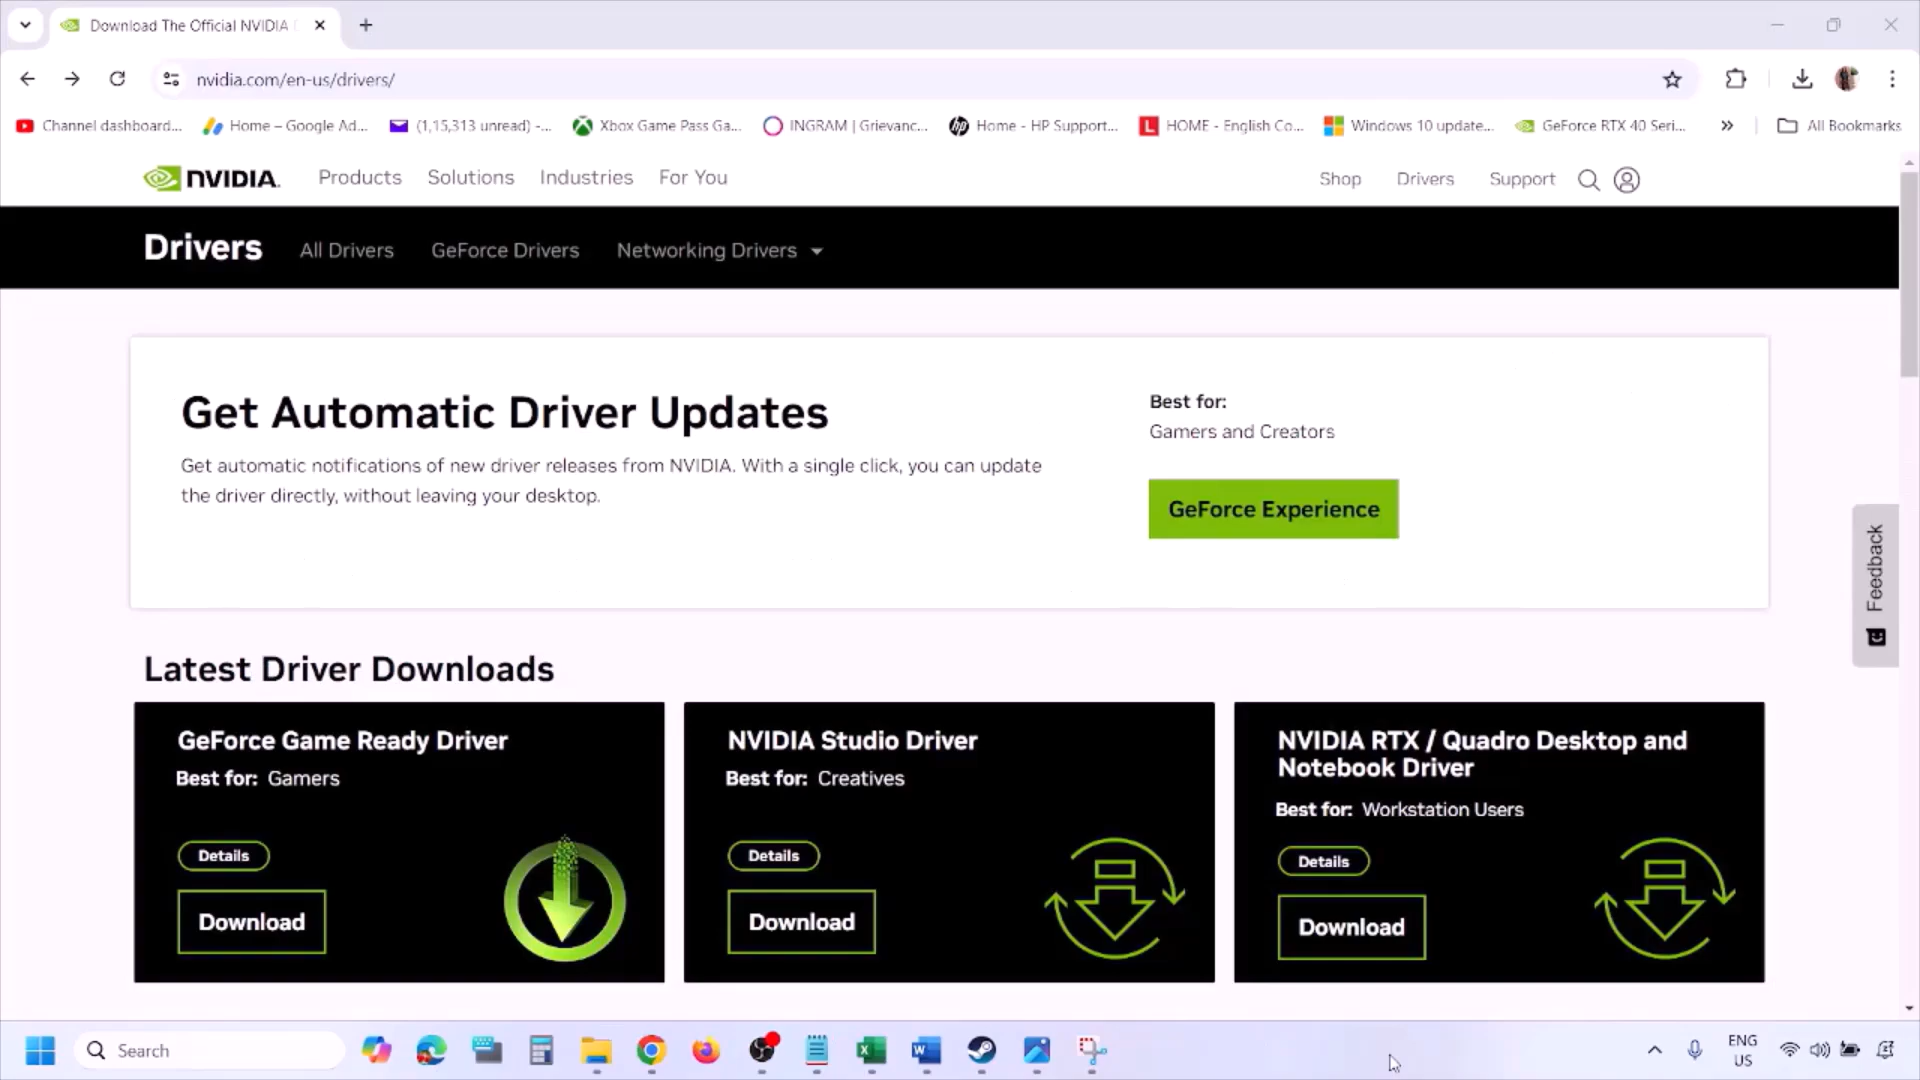 Download The Official NVIDIA
nvidia.com/en-us/drivers/
Channel dashboard...
Home – Google Ad...
(1,15,313 unread) -...
Xbox Game Pass Ga...
INGRAM | Grievanc...
Home - HP Support...
HOME - English Co...
Windows 10 update...
GeForce RTX 40 Seri...
All Bookmarks
NVIDIA.
Products
Solutions
Industries
For You
Shop
Drivers
Support
Drivers
All Drivers
GeForce Drivers
Networking Drivers
Get Automatic Driver Updates
Get automatic notifications of new driver releases from NVIDIA. With a single click, you can update
the driver directly, without leaving your desktop.
Best for:
Gamers and Creators
GeForce Experience
Feedback
Latest Driver Downloads
GeForce Game Ready Driver
Best for: Gamers
Details
Download
NVIDIA Studio Driver
Best for: Creatives
Details
Download
NVIDIA RTX / Quadro Desktop and
Notebook Driver
Best for: Workstation Users
Details
Download
Search
ENG
US